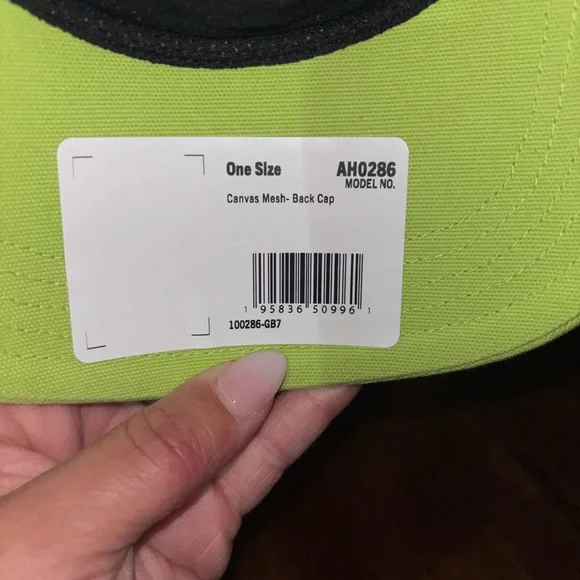 One Size
AH0286
MODEL NO.
Canvas Mesh- Back Cap
1 95836 50996 1
100286-GB7